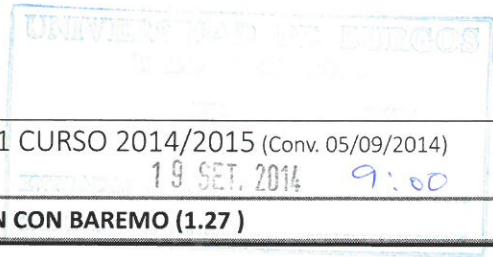 UNIVERSIDAD DE BURGOS
1 CURSO 2014/2015 (Conv. 05/09/2014)
19 SET. 2014 9:00
N CON BAREMO (1.27 )